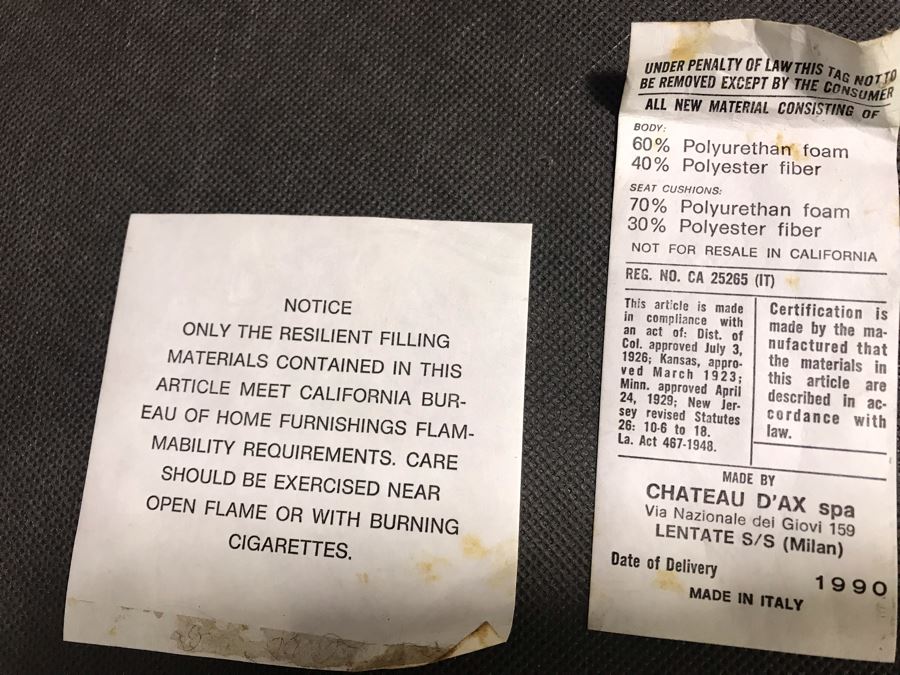 NOTICE
ONLY THE RESILIENT FILLING
MATERIALS CONTAINED IN THIS
ARTICLE MEET CALIFORNIA BUR-
EAU OF HOME FURNISHINGS FLAM-
MABILITY REQUIREMENTS. CARE
SHOULD BE EXERCISED NEAR
OPEN FLAME OR WITH BURNING
CIGARETTES.
UNDER PENALTY OF LAW THIS TAG NOT TO
BE REMOVED EXCEPT BY THE CONSUMER
ALL NEW MATERIAL CONSISTING OF
BODY:
60% Polyurethan foam
40% Polyester fiber
SEAT CUSHIONS:
70% Polyurethan foam
30% Polyester fiber
NOT FOR RESALE IN CALIFORNIA
REG. NO. CA 25265 (IT)
This article is made
in compliance with
an act of: Dist. of
Col. approved July 3,
1926; Kansas, appro-
ved March 1923;
Minn. approved April
24, 1929; New Jer-
sey revised Statutes
26: 10-6 to 18.
La. Act 467-1948.
Certification is
made by the ma-
nufactured that
the materials in
this article are
described in ac-
cordance with
law.
MADE BY
CHATEAU D'AX spa
Via Nazionale dei Giovi 159
LENTATE S/S (Milan)
Date of Delivery
1990
MADE IN ITALY